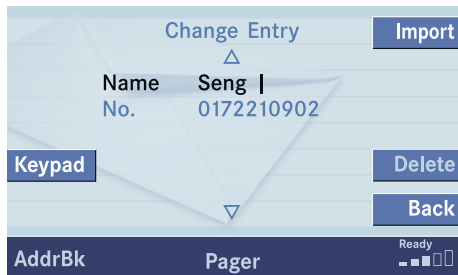 Change Entry
Import
Name Seng
No. 0172210902
Keypad
Delete
Back
AddrBk Pager Ready